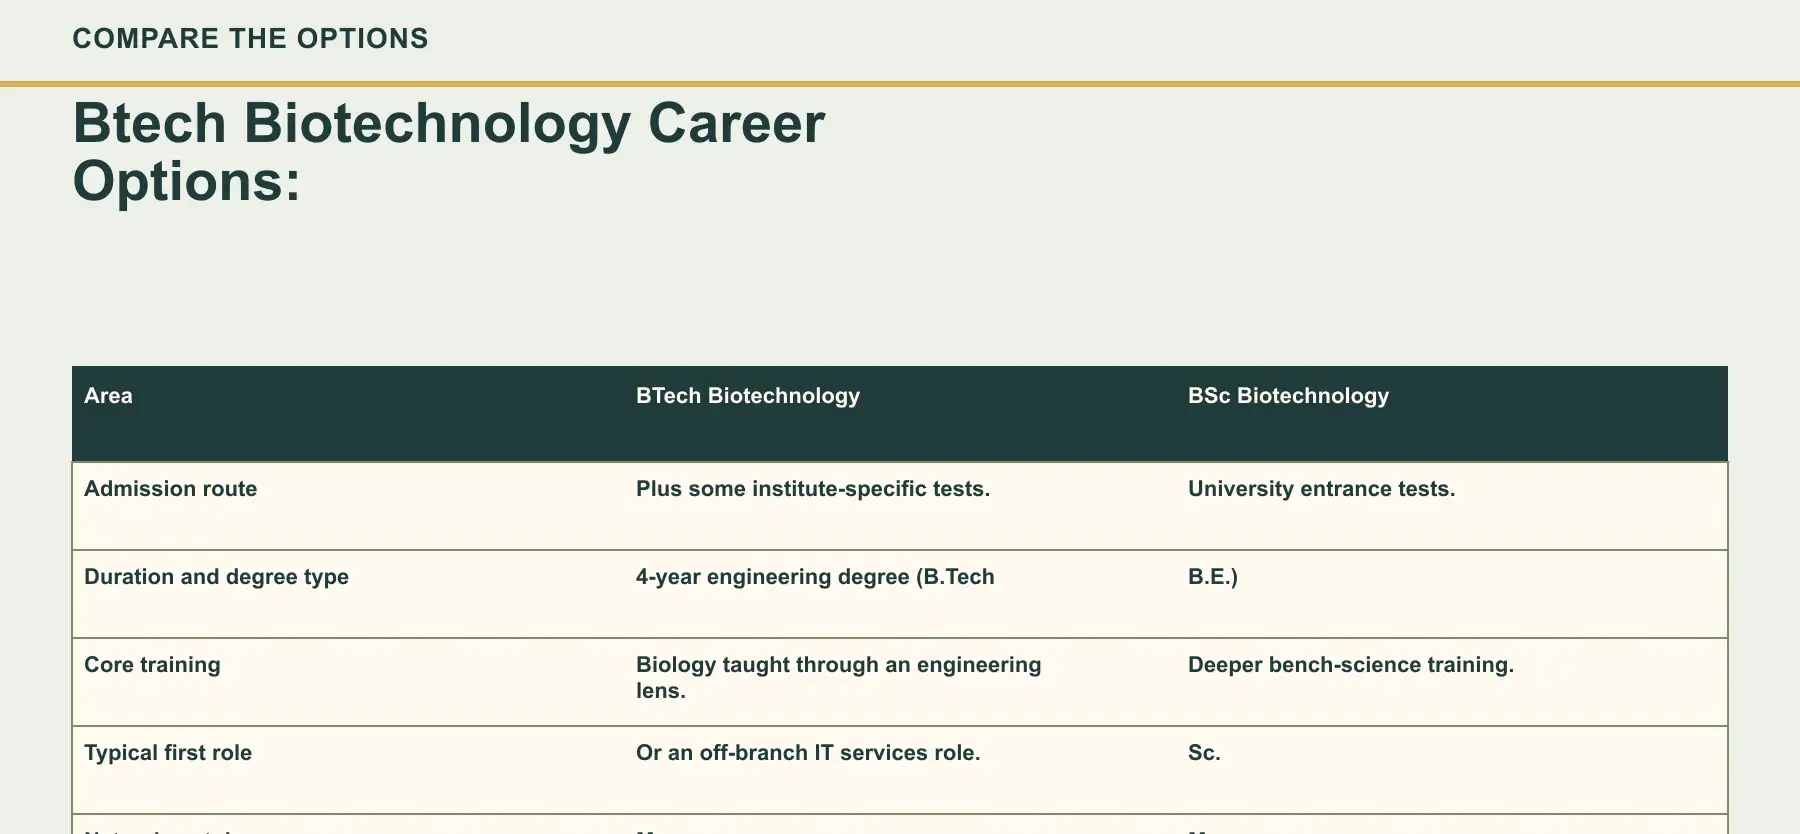 COMPARE THE OPTIONS
Btech Biotechnology Career
Options:
Area BTech Biotechnology BSc Biotechnology
Admission route Plus some institute-specific tests. University entrance tests.
Duration and degree type 4-year engineering degree (B.Tech B.E.)
Core training Biology taught through an engineering Deeper bench-science training.
lens.
Typical first role Or an off-branch IT services role. Sc.